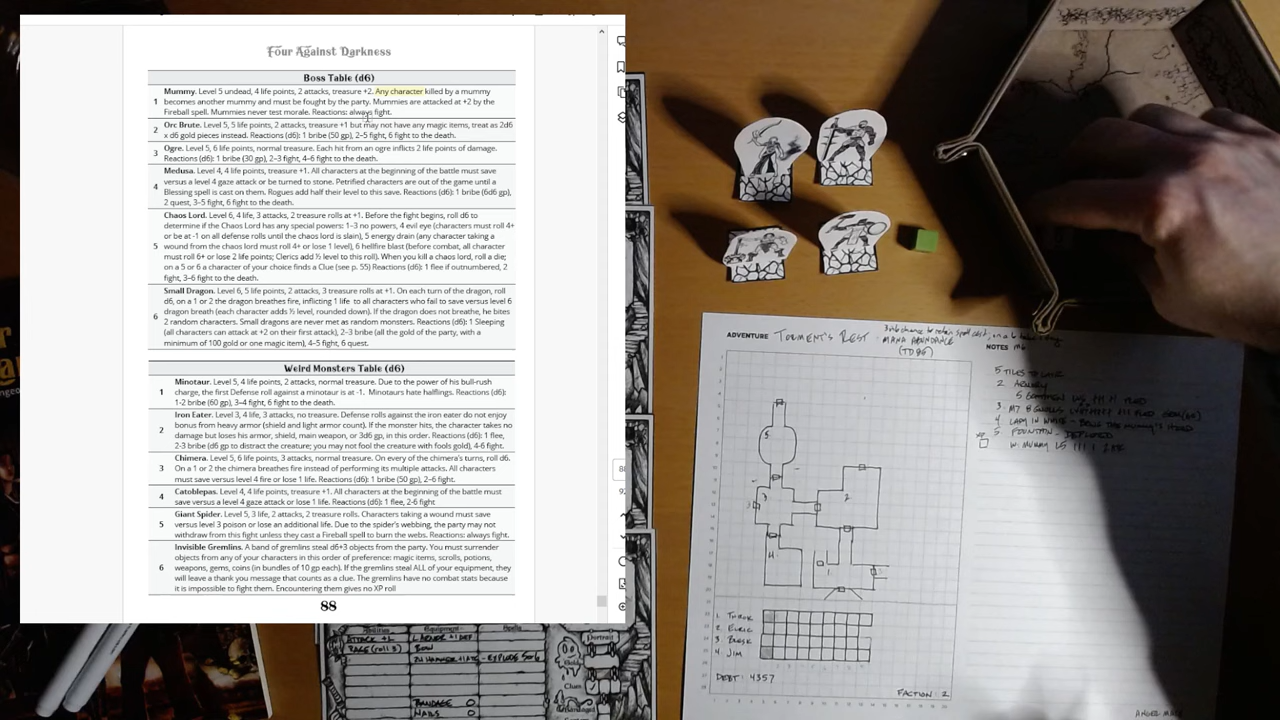 Four Against Darkness
Boss Table (d6)
1 Mummy. Level 5 undead, 4 life points, 2 attacks, treasure +2. Any character killed by a mummy
becomes another mummy and must be fought by the party. Mummies are attacked at +2 by the
Fireball spell. Mummies never test morale. Reactions: always fight.
2 Orc Brute. Level 5, 5 life points, 2 attacks, treasure +1 but may not have any magic items, treat as 2d6
x d6 gold pieces instead. Reactions (d6): 1 bribe (50 gp), 2–5 fight, 6 fight to the death.
3 Ogre. Level 5, 6 life points, normal treasure. Each hit from an ogre inflicts 2 life points of damage.
Reactions (d6): 1 bribe (30 gp), 2–3 fight, 4–6 fight to the death.
4 Medusa. Level 4, 4 life points, treasure +1. All characters at the beginning of the battle must save
versus a level 4 gaze attack or be turned to stone. Petrified characters are out of the game until a
Blessing spell is cast on them. Rogues add half their level to this save. Reactions (d6): 1 bribe (6d6 gp),
2 quest, 3–5 fight, 6 fight to the death.
5 Chaos Lord. Level 6, 4 life, 3 attacks, 2 treasure rolls at +1. Before the fight begins, roll d6 to
determine if the Chaos Lord has any special powers: 1–3 no powers, 4 evil eye (characters must roll 4+
or be at -1 on all defense rolls until the chaos lord is slain), 5 energy drain (any character taking a
wound from the chaos lord must roll 4+ or lose 1 level), 6 hellfire blast (before combat, all character
must roll 6+ or lose 2 life points; Clerics add ½ level to this roll). When you kill a chaos lord, roll a die;
on a 5 or 6 a character of your choice finds a Clue (see p. 55) Reactions (d6): 1 flee if outnumbered, 2
fight, 3–6 fight to the death.
6 Small Dragon. Level 6, 5 life points, 2 attacks, 3 treasure rolls at +1. On each turn of the dragon, roll
d6, on a 1 or 2 the dragon breathes fire, inflicting 1 life to all characters who fail to save versus level 6
dragon breath (each character adds ½ level, rounded down). If the dragon does not breathe, he bites
2 random characters. Small dragons are never met as random monsters. Reactions (d6): 1 Sleeping
(all characters can attack at +2 on their first attack), 2–3 bribe (all the gold of the party, with a
minimum of 100 gold or one magic item), 4–5 fight, 6 quest.
Weird Monsters Table (d6)
1 Minotaur. Level 5, 4 life points, 2 attacks, normal treasure. Due to the power of his bull-rush
charge, the first Defense roll against a minotaur is at -1. Minotaurs hate halflings. Reactions (d6):
1-2 bribe (60 gp), 3–4 fight, 6 fight to the death.
2 Iron Eater. Level 3, 4 life, 3 attacks, no treasure. Defense rolls against the iron eater do not enjoy
bonus from heavy armor (shield and light armor count). If the monster hits, the character takes no
damage but loses his armor, shield, main weapon, or 3d6 gp, in this order. Reactions (d6): 1 flee,
2-3 bribe (d6 gp to distract the creature; you may not fool the creature with fools gold), 4-6 fight.
3 Chimera. Level 5, 6 life points, 3 attacks, normal treasure. On every of the chimera's turns, roll d6.
On a 1 or 2 the chimera breathes fire instead of performing its multiple attacks. All characters
must save versus level 4 fire or lose 1 life. Reactions (d6): 1 bribe (50 gp), 2–6 fight.
4 Catoblepas. Level 4, 4 life points, treasure +1. All characters at the beginning of the battle must
save versus a level 4 gaze attack or lose 1 life. Reactions (d6): 1 flee, 2-6 fight
5 Giant Spider. Level 5, 3 life, 2 attacks, 2 treasure rolls. Characters taking a wound must save
versus level 3 poison or lose an additional life. Due to the spider's webbing, the party may not
withdraw from this fight unless they cast a Fireball spell to burn the webs. Reactions: always fight.
6 Invisible Gremlins. A band of gremlins steal d6+3 objects from the party. You must surrender
objects from any of your characters in this order of preference: magic items, scrolls, potions,
weapons, gems, coins (in bundles of 10 gp each). If the gremlins steal ALL of your equipment, they
will leave a thank you message that counts as a clue. The gremlins have no combat stats because
it is impossible to fight them. Encountering them gives no XP roll
88
ADVENTURE TORMENT'S REST
MANA ABUNDANCE
NOTES
5 TILES TO
2
3
4 LADY IN WHITE
5 FOUNTAIN - DEPLETED
W. MUMMY L5
5
3
2
4
1
1. THROK
2. ELRIC
3. BRISK
4. JIM
DEBT: 4357
FACTION: 2
Abilities Equipment Spells
ATTACK +L
RAGE (roll 3) BOW
BANDAGE 0
NAILS 0
Portrait
Clues